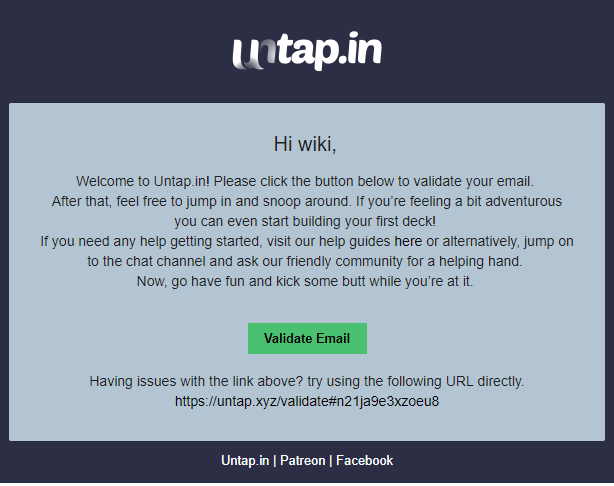 untap.in
Hi wiki,
Welcome to Untap.in! Please click the button below to validate your email.
After that, feel free to jump in and snoop around. If you're feeling a bit adventurous
you can even start building your first deck!
If you need any help getting started, visit our help guides here or alternatively, jump on
to the chat channel and ask our friendly community for a helping hand.
Now, go have fun and kick some butt while you're at it.
Validate Email
Having issues with the link above? try using the following URL directly.
https://untap.xyz/validate#n21ja9e3xzoeu8
Untap.in | Patreon | Facebook